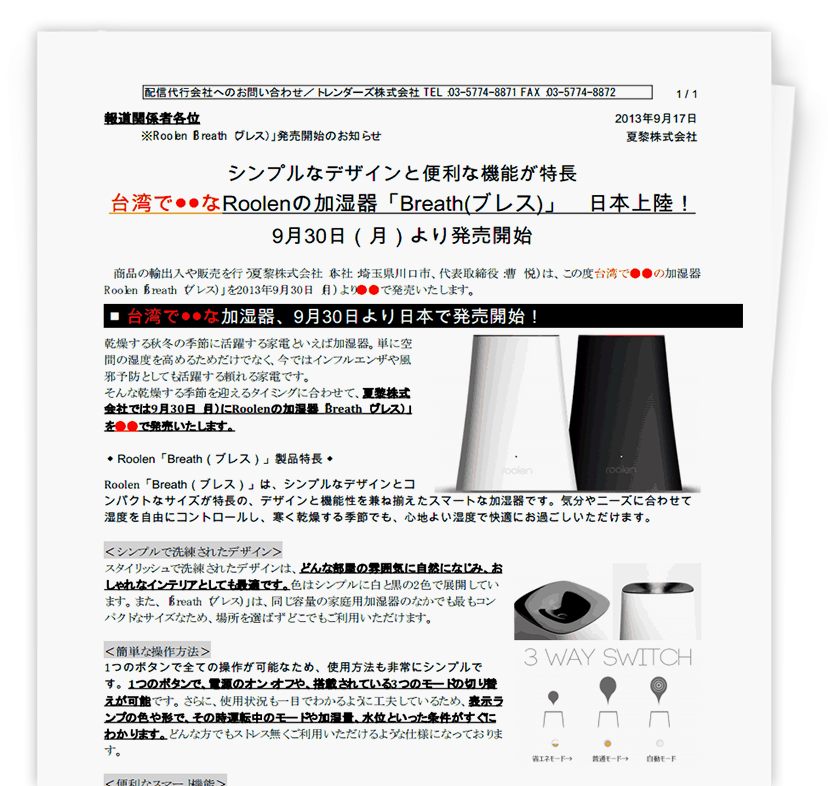 配信代行会社へのお問い合わせ／トレンダーズ株式会社 TEL :03-5774-8871 FAX :03-5774-8872
1 / 1
報道関係者各位
2013年9月17日
※Roolen「Breath（ブレス）」発売開始のお知らせ
夏黎株式会社
シンプルなデザインと便利な機能が特長
台湾で●●なRoolenの加湿器「Breath(ブレス)」　日本上陸！
9月30日（月）より発売開始
商品の輸出入や販売を行う夏黎株式会社（本社：埼玉県川口市、代表取締役：曹 悦）は、この度台湾で●●の加湿器
Roolen「Breath（ブレス）」を2013年9月30日（月）より●●で発売いたします。
■ 台湾で●●な加湿器、9月30日より日本で発売開始！
乾燥する秋冬の季節に活躍する家電といえば加湿器。単に空
間の湿度を高めるためだけでなく、今ではインフルエンザや風
邪予防としても活躍する頼れる家電です。
そんな乾燥する季節を迎えるタイミングに合わせて、夏黎株式
会社では9月30日（月）にRoolenの加湿器「Breath（ブレス）」
を●●で発売いたします。
roolen
roolen
◆ Roolen「Breath（ブレス）」製品特長 ◆
Roolen「Breath（ブレス）」は、シンプルなデザインとコ
ンパクトなサイズが特長の、デザインと機能性を兼ね揃えたスマートな加湿器です。気分やニーズに合わせて
湿度を自由にコントロールし、寒く乾燥する季節でも、心地よい湿度で快適にお過ごしいただけます。
＜シンプルで洗練されたデザイン＞
スタイリッシュで洗練されたデザインは、どんな部屋の雰囲気に自然になじみ、お
しゃれなインテリアとしても最適です。色はシンプルに白と黒の2色で展開してい
ます。また、「Breath（ブレス）」は、同じ容量の家庭用加湿器のなかでも最もコン
パクトなサイズなため、場所を選ばずどこでもご利用いただけます。
＜簡単な操作方法＞
1つのボタンで全ての操作が可能なため、使用方法も非常にシンプルで
す。1つのボタンで、電源のオン・オフや、搭載されている3つのモードの切り替
えが可能です。さらに、使用状況も一目でわかるように工夫しているため、表示ラ
ンプの色や形で、その時運転中のモードや加湿量、水位といった条件がすぐに
わかります。どんな方でもストレス無くご利用いただけるような仕様になっておりま
す。
3 WAY SWITCH
省エネモード→
普通モード→
自動モード
＜便利なスマート機能＞